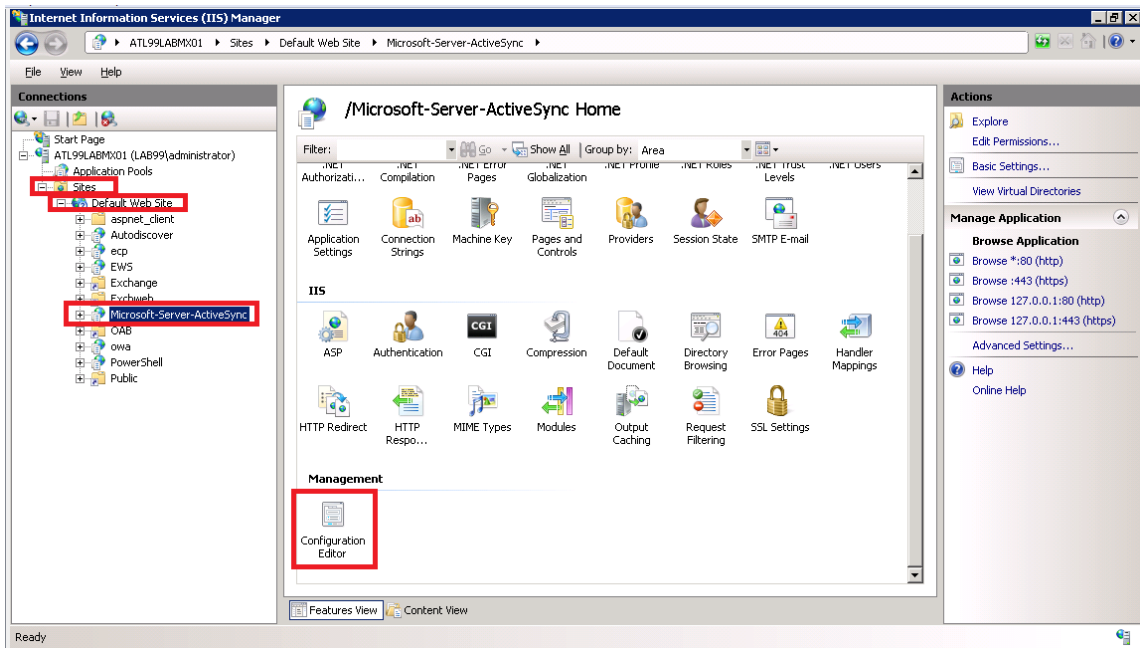 Internet Information Services (IIS) Manager
ATL99LABMX01 Sites Default Web Site Microsoft-Server-ActiveSync
File View Help
Connections
Start Page
ATL99LABMX01 (LAB99\administrator)
Application Pools
Sites
Default Web Site
aspnet_client
Autodiscover
ecp
EWS
Exchange
Exchweb
Microsoft-Server-ActiveSync
OAB
owa
PowerShell
Public
/Microsoft-Server-ActiveSync Home
Filter: Go Show All Group by: Area
.NET .NET .NET Error .NET .NET Profile .NET Roles .NET Trust .NET Users
Authorizati... Compilation Pages Globalization Levels
Application Connection Machine Key Pages and Providers Session State SMTP E-mail
Settings Strings Controls
IIS
CGI 404
ASP Authentication CGI Compression Default Directory Error Pages Handler
Document Browsing Mappings
HTTP Redirect HTTP MIME Types Modules Output Request SSL Settings
Respo... Caching Filtering
Management
Configuration
Editor
Features View Content View
Actions
Explore
Edit Permissions...
Basic Settings...
View Virtual Directories
Manage Application
Browse Application
Browse *:80 (http)
Browse :443 (https)
Browse 127.0.0.1:80 (http)
Browse 127.0.0.1:443 (https)
Advanced Settings...
Help
Online Help
Ready